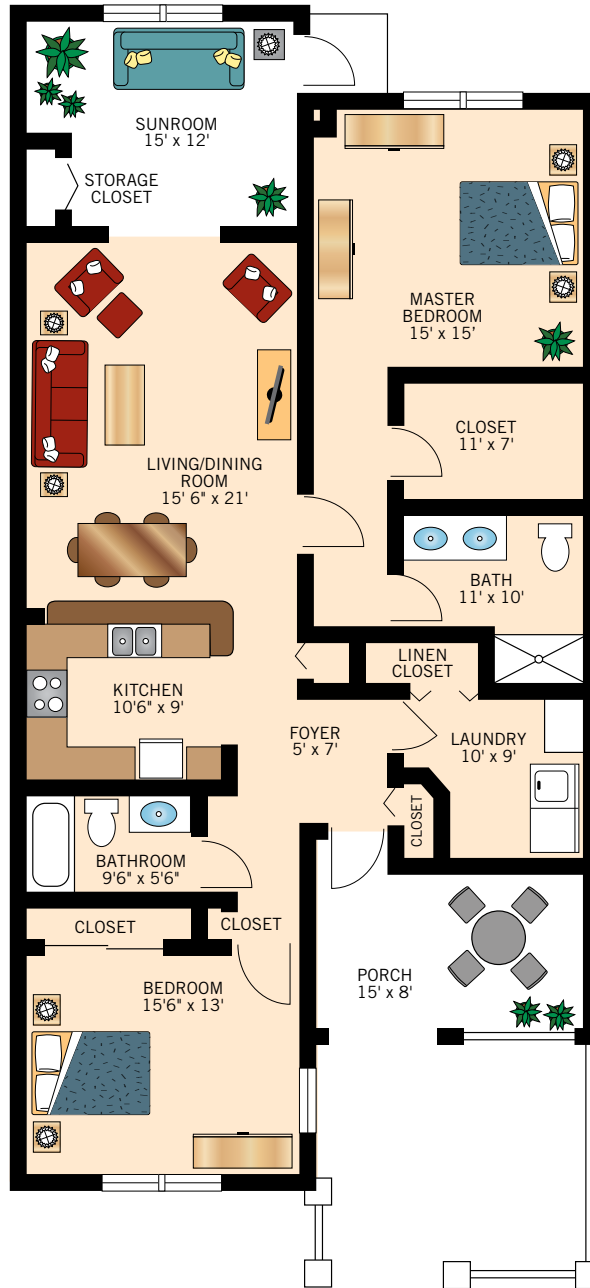 SUNROOM
15' x 12'
STORAGE
CLOSET
MASTER
BEDROOM
15' x 15'
CLOSET
11' x 7'
LIVING/DINING
ROOM
15' 6" x 21'
BATH
11' x 10'
LINEN
CLOSET
KITCHEN
10'6" x 9'
FOYER
5' x 7'
LAUNDRY
10' x 9'
CLOSET
BATHROOM
9'6" x 5'6"
CLOSET
CLOSET
BEDROOM
15'6" x 13'
PORCH
15' x 8'